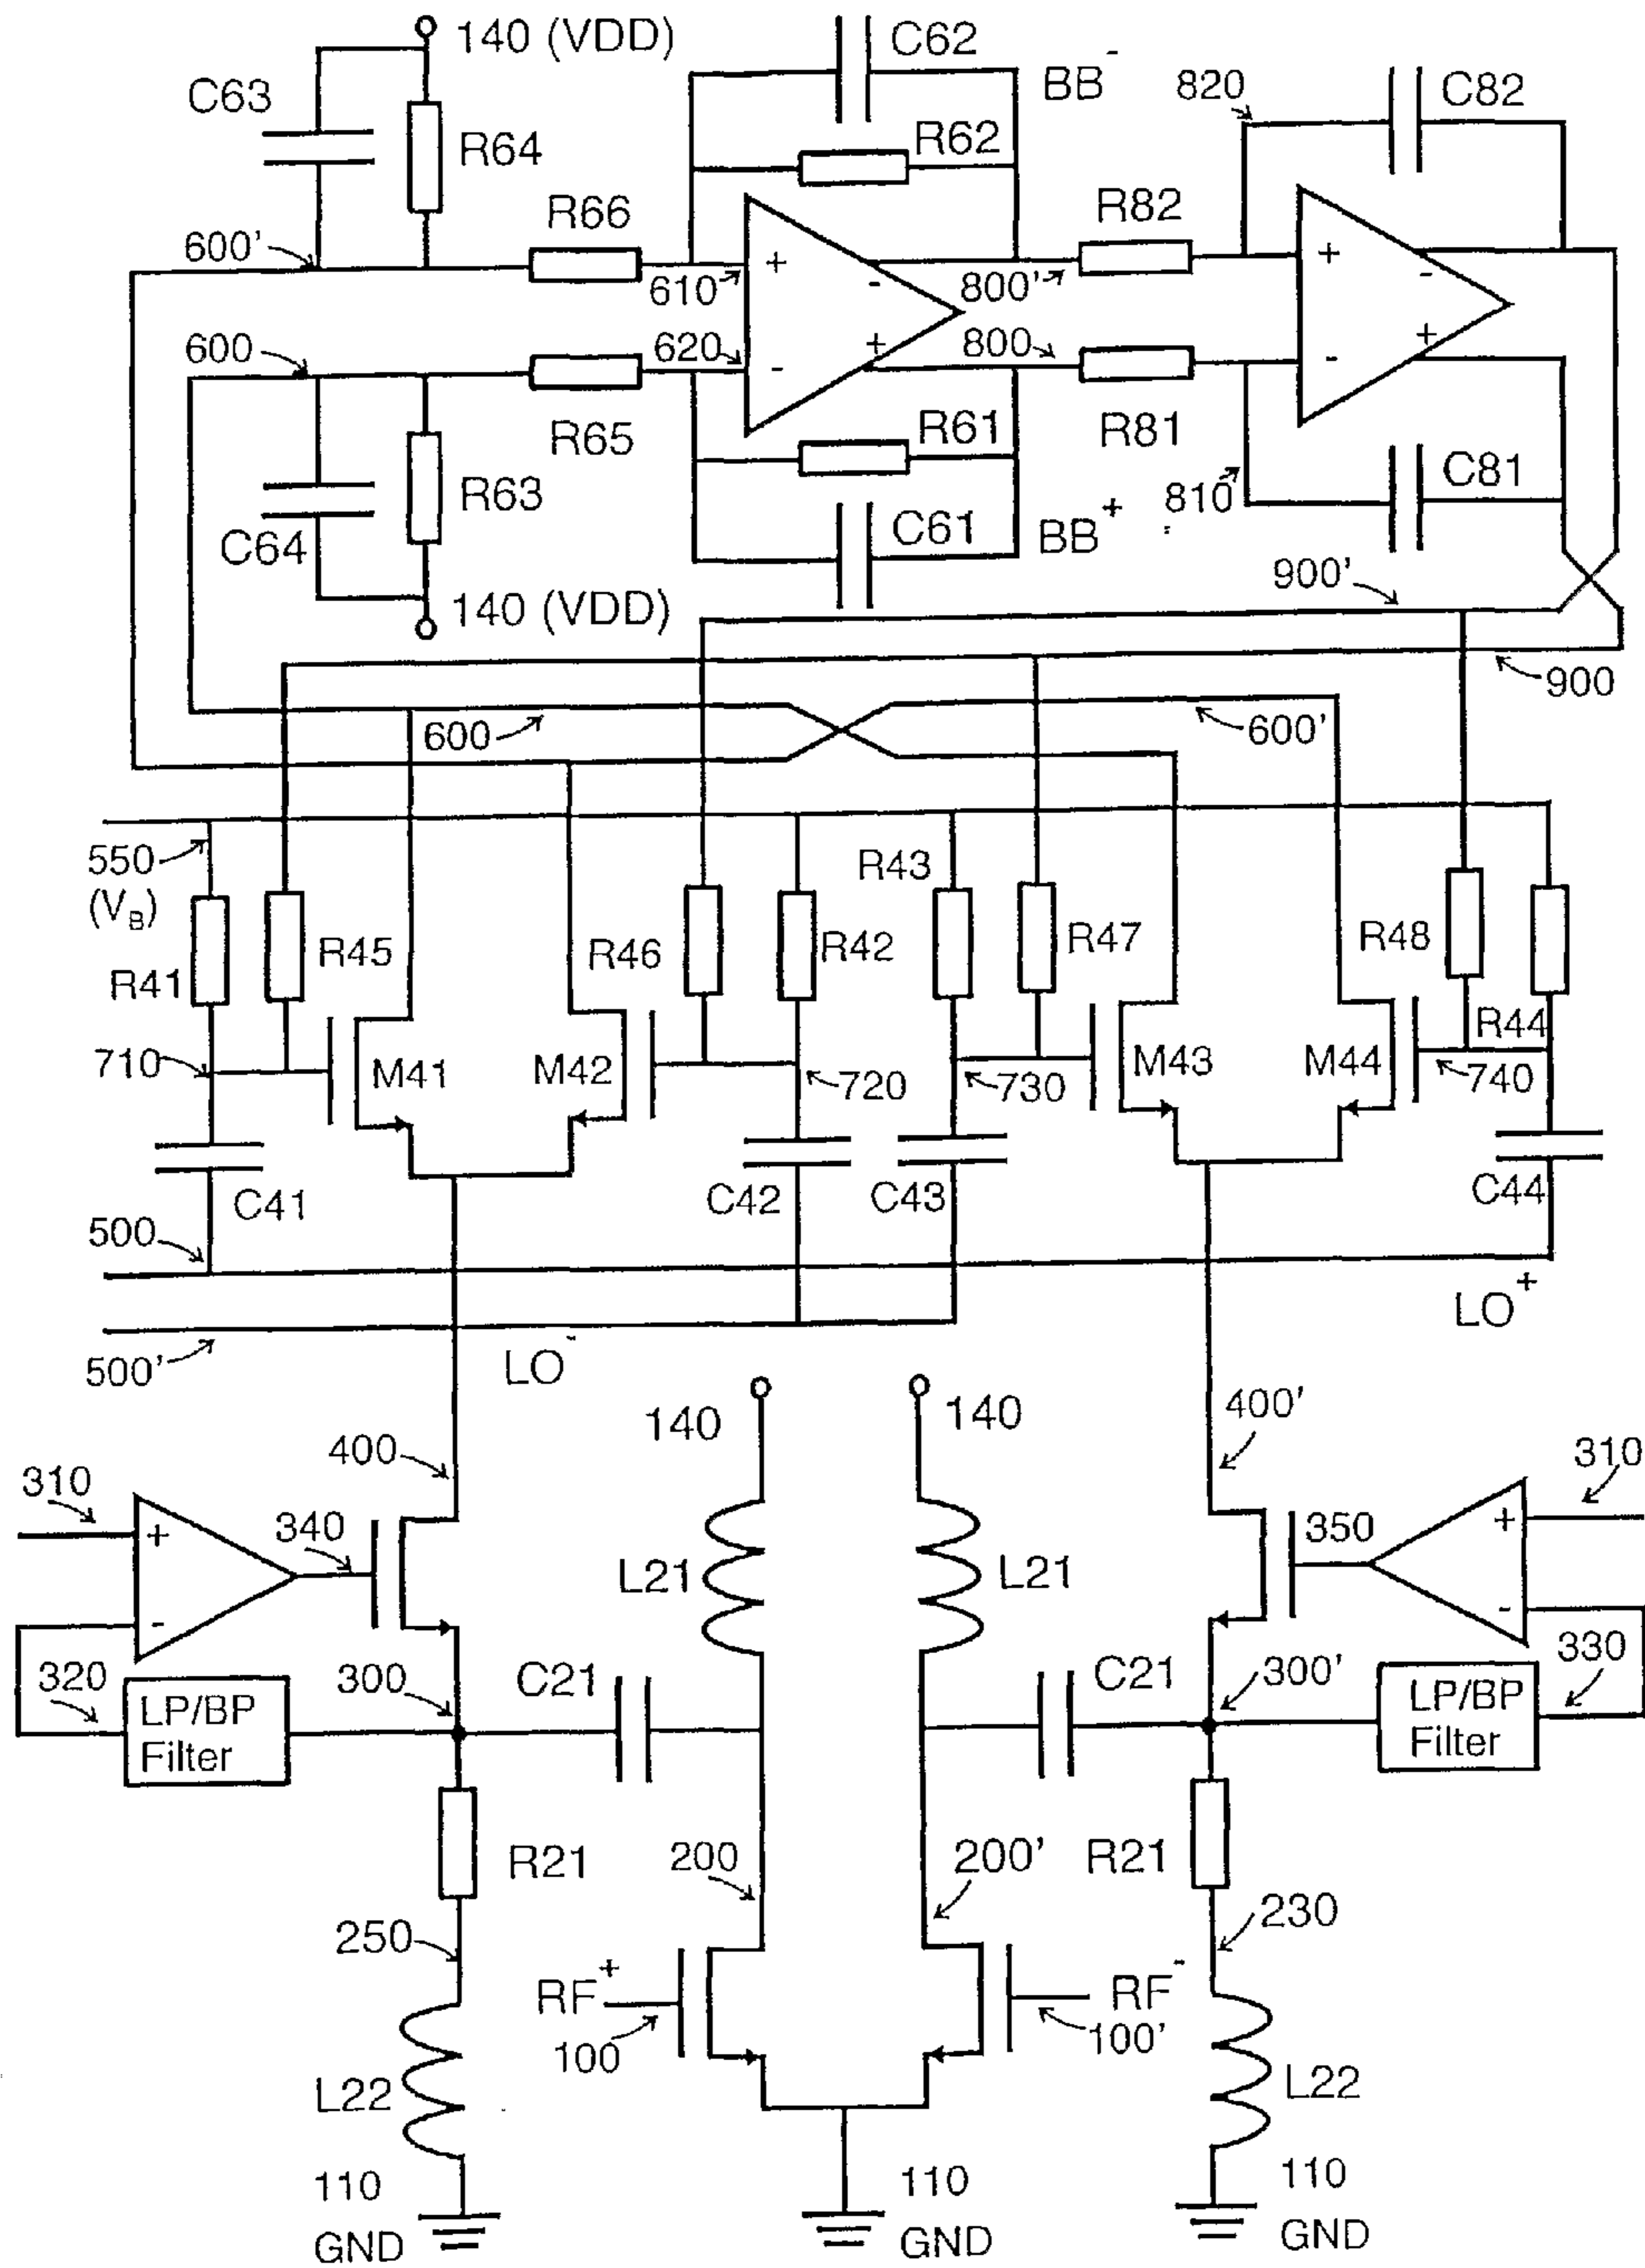 140 (VDD)
C62
BB-
820
C82
C63
R64
R62
R66
R82
600'
610
+
-
800'
+
-
600
620
-
+
800
-
+
R65
R61
R81
R63
C64
C61
BB+
810
C81
140 (VDD)
900'
900
600
600'
550
(VB)
R41
R45
R46
R42
R43
R47
R48
R44
710
M41
M42
720
730
M43
M44
740
C41
C42
C43
C44
500
LO+
500'
LO-
140
140
400
400'
310
+
-
340
L21
L21
350
+
-
310
320
LP/BP
Filter
300
C21
C21
300'
LP/BP
Filter
330
R21
200
200'
R21
250
230
RF+
100
RF-
100'
L22
L22
110
GND
110
GND
110
GND